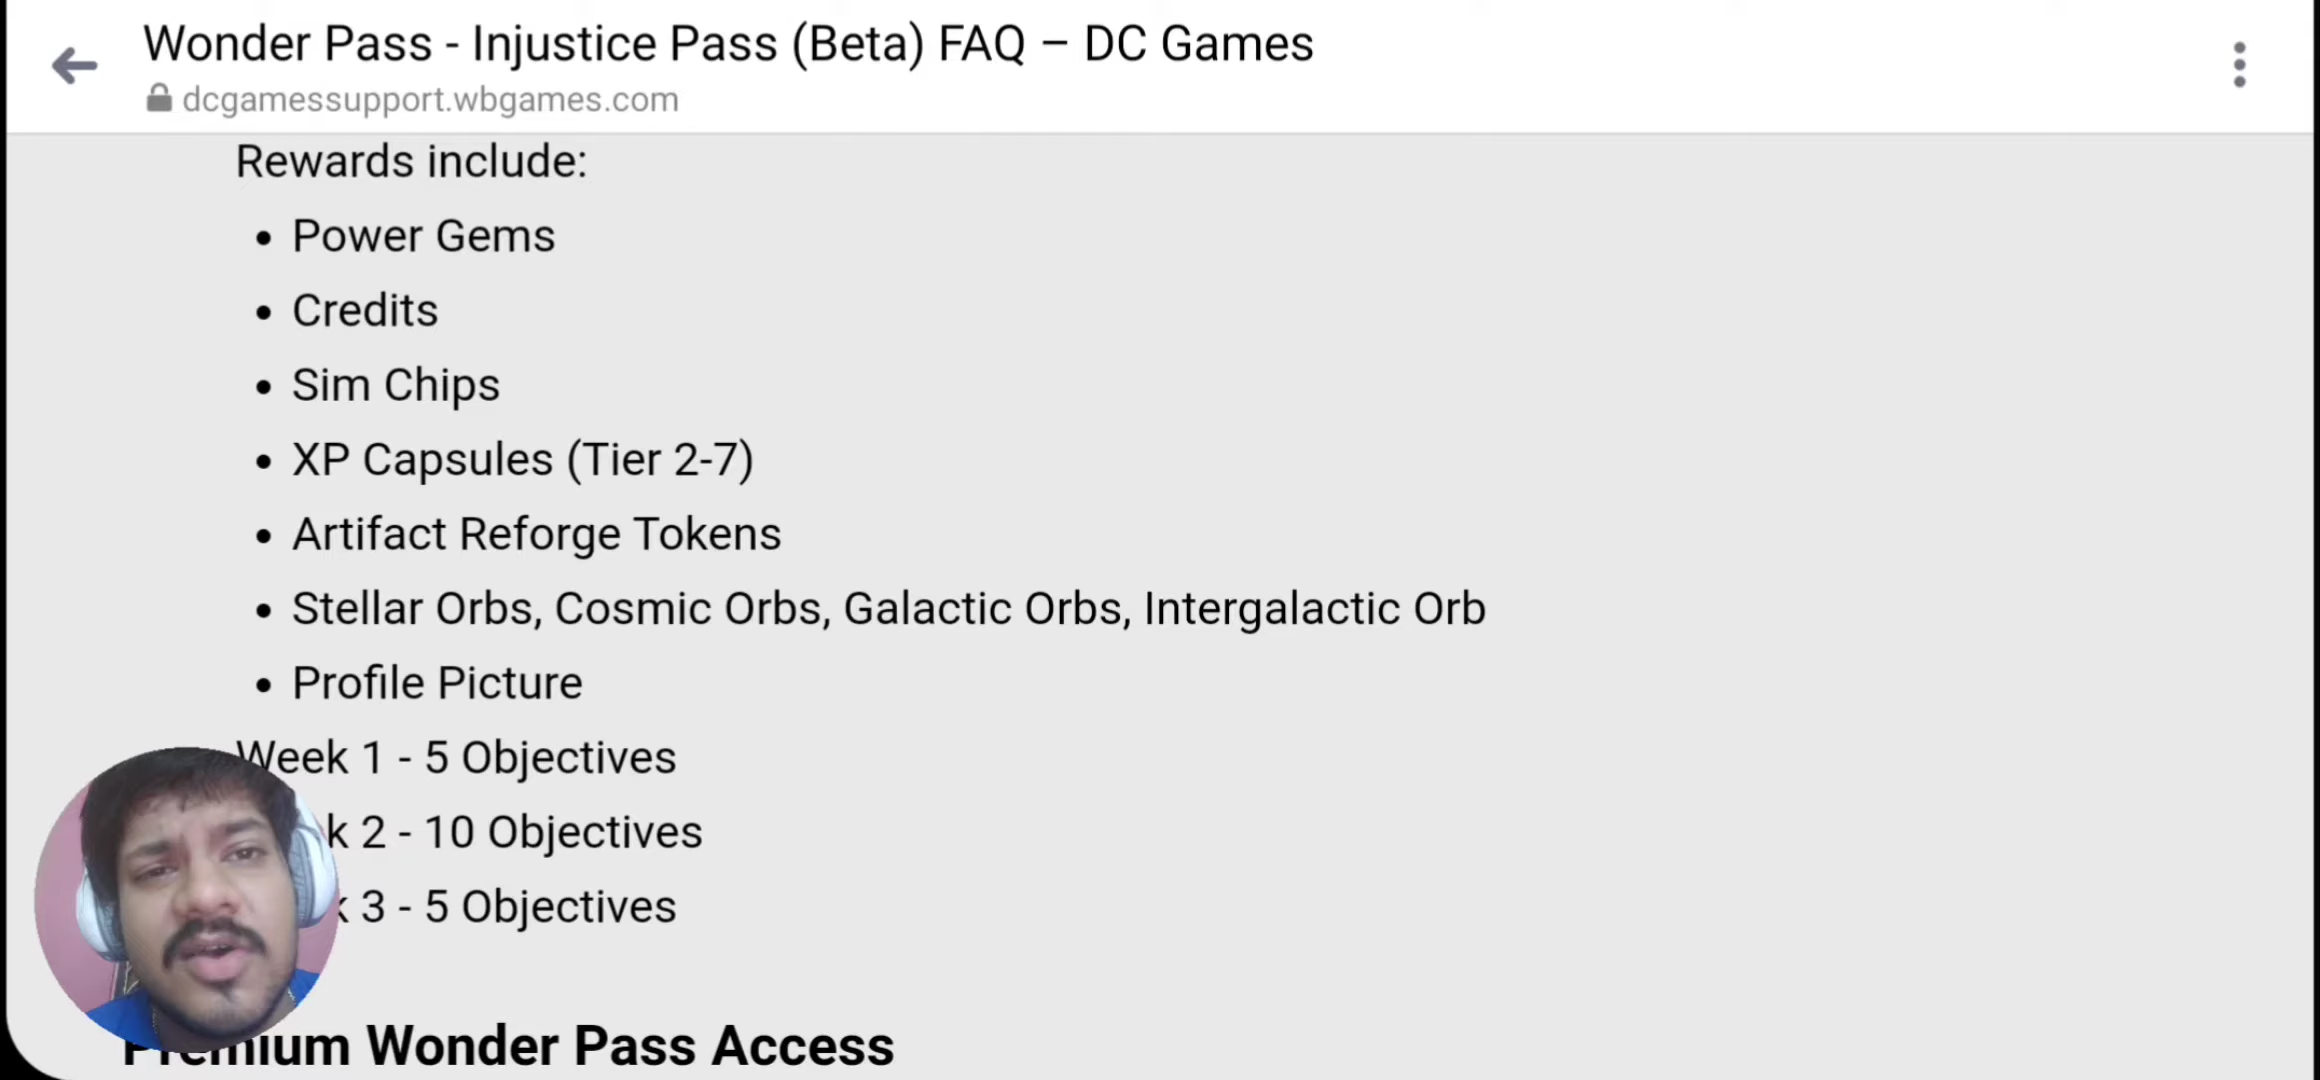 Wonder Pass - Injustice Pass (Beta) FAQ – DC Games
dcgamessupport.wbgames.com
Rewards include:
• Power Gems
• Credits
• Sim Chips
• XP Capsules (Tier 2-7)
• Artifact Reforge Tokens
• Stellar Orbs, Cosmic Orbs, Galactic Orbs, Intergalactic Orb
• Profile Picture
Week 1 - 5 Objectives
k 2 - 10 Objectives
k 3 - 5 Objectives
Premium Wonder Pass Access